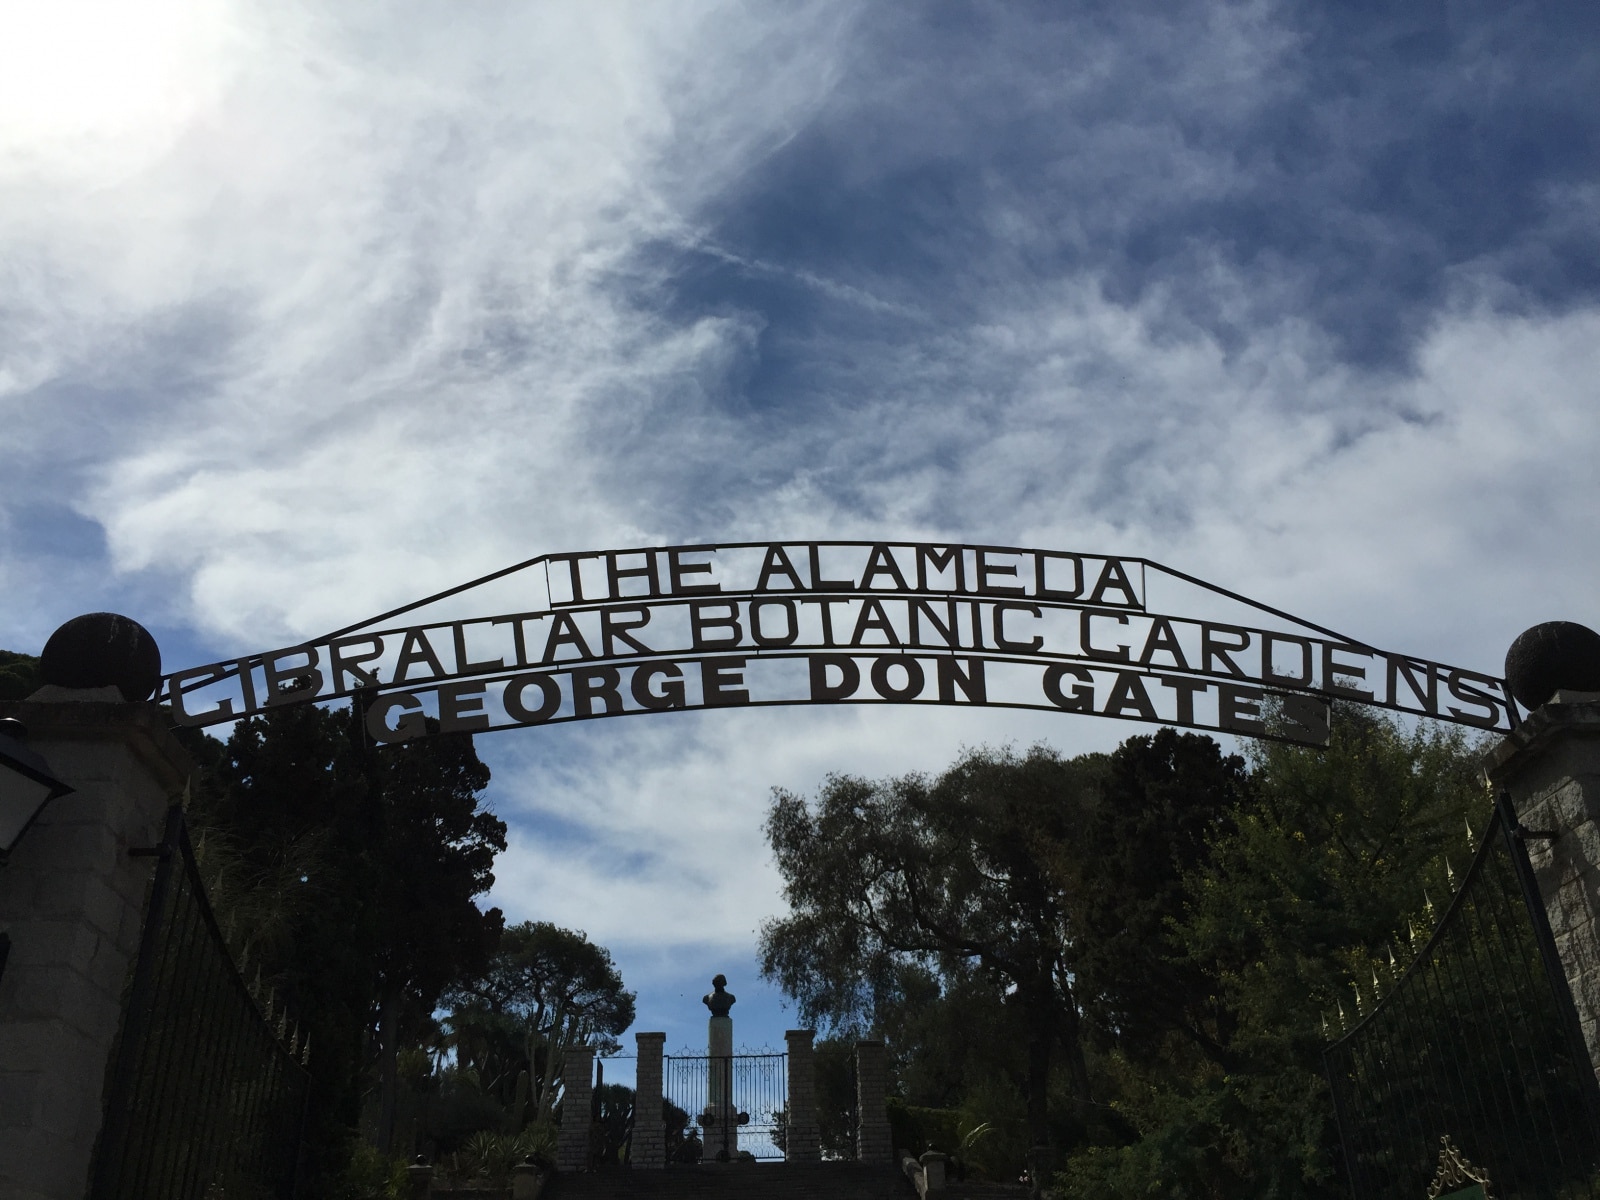 THE ALAMEDA
GIBRALTAR BOTANIC GARDENS
GEORGE DON GATES